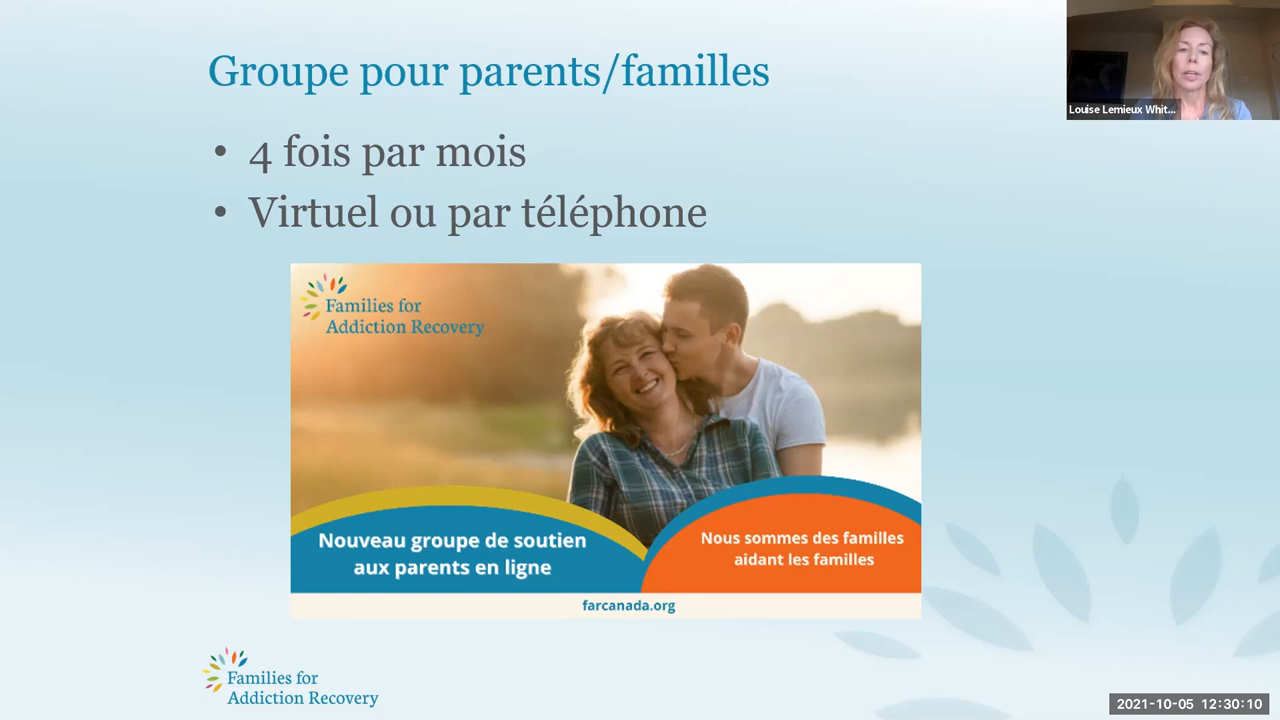 Groupe pour parents/familles
Louise Lemieux Whit...
• 4 fois par mois
• Virtuel ou par téléphone
Families for
Addiction Recovery
Nouveau groupe de soutien
aux parents en ligne
Nous sommes des familles
aidant les familles
farcanada.org
Families for
Addiction Recovery
2021-10-05 12:30:10